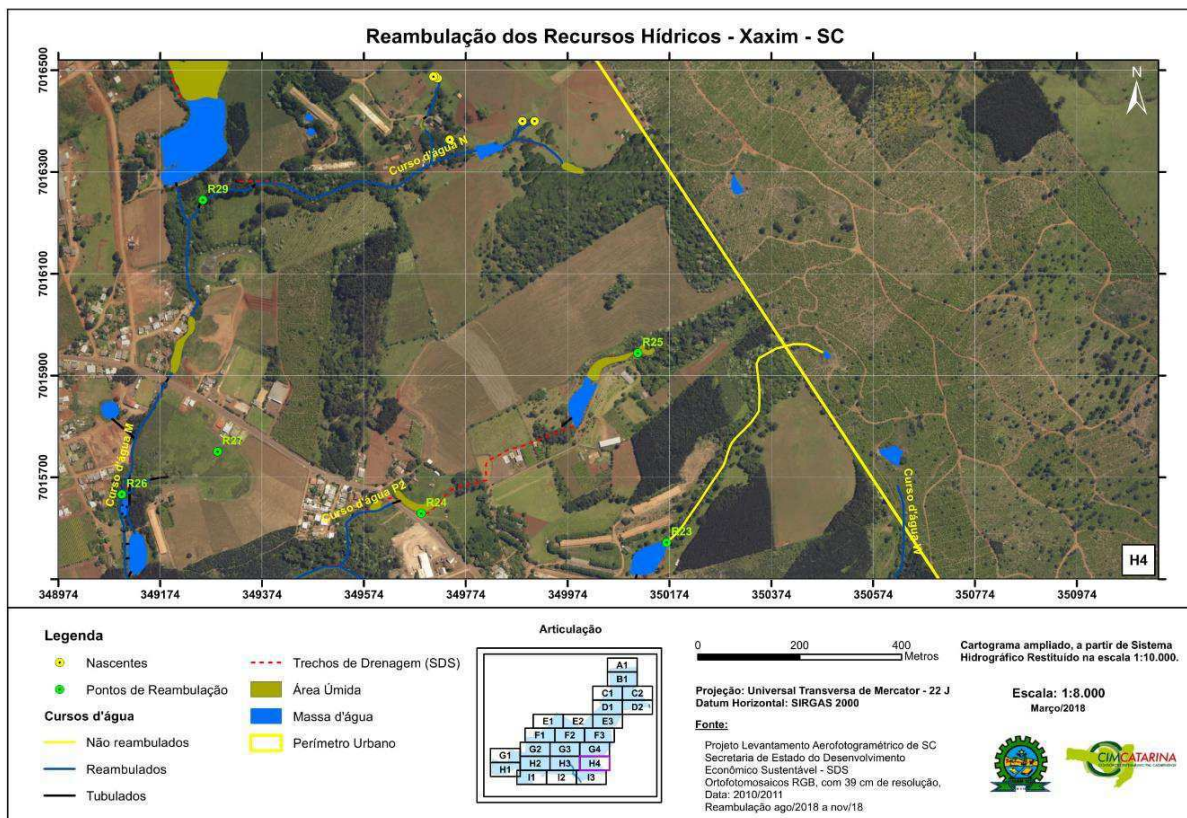 Reambulação dos Recursos Hídricos - Xaxim - SC
7016500
7016300
7016100
7015900
7015700
7016500
7016300
7016100
7015900
7015700
N
Curso d'água N
R29
R25
R27
Curso d'água M
R26
Curso d'água P2
R24
R23
Curso d'água W
H4
348974
349174
349374
349574
349774
349974
350174
350374
350574
350774
350974
Legenda
Nascentes
Pontos de Reambulação
Cursos d'água
Não reambulados
Reambulados
Tubulados
Trechos de Drenagem (SDS)
Área Úmida
Massa d'água
Perímetro Urbano
Articulação
A1
B1
C1 C2
D1 D2
E1 E2 E3
F1 F2 F3
G1 G2 G3 G4
H1 H2 H3 H4
I1 I2 I3
0 200 400
Metros
Projeção: Universal Transversa de Mercator - 22 J
Datum Horizontal: SIRGAS 2000
Fonte:
Projeto Levantamento Aerofotogramétrico de SC
Secretaria de Estado do Desenvolvimento
Econômico Sustentável - SDS
Ortofotomosaicos RGB, com 39 cm de resolução,
Data: 2010/2011
Reambulação ago/2018 a nov/18
Cartograma ampliado, a partir de Sistema
Hidrográfico Restituído na escala 1:10.000.
Escala: 1:8.000
Março/2018
CIMCATARINA